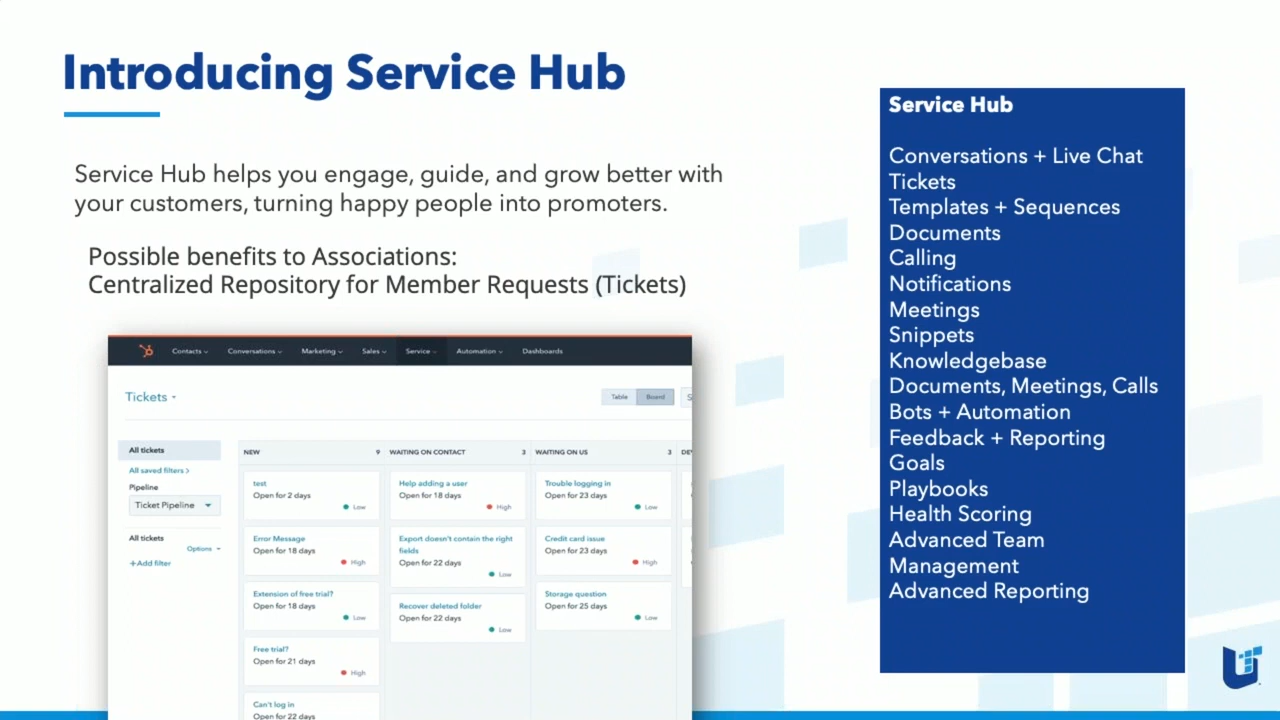 Introducing Service Hub
Service Hub helps you engage, guide, and grow better with
your customers, turning happy people into promoters.
Possible benefits to Associations:
Centralized Repository for Member Requests (Tickets)
Contacts Conversations Marketing Sales Service Automation Dashboards
Tickets
Table Board S
All tickets
All saved filters >
Pipeline
Ticket Pipeline
All tickets
Options
+Add filter
NEW 9
test
Open for 2 days
Low
Error Message
Open for 18 days
High
Extension of free trial?
Open for 18 days
Low
Free trial?
Open for 21 days
High
Can't log in
Open for 22 days
WAITING ON CONTACT 3
Help adding a user
Open for 18 days
High
Export doesn't contain the right
fields
Open for 22 days
Low
Recover deleted folder
Open for 22 days
Low
WAITING ON US 3
Trouble logging in
Open for 23 days
Low
Credit card issue
Open for 23 days
High
Storage question
Open for 25 days
Low
Service Hub
Conversations + Live Chat
Tickets
Templates + Sequences
Documents
Calling
Notifications
Meetings
Snippets
Knowledgebase
Documents, Meetings, Calls
Bots + Automation
Feedback + Reporting
Goals
Playbooks
Health Scoring
Advanced Team
Management
Advanced Reporting